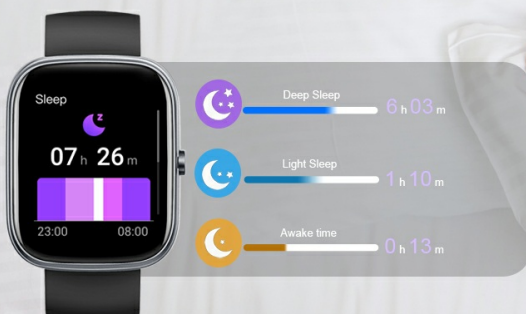 Sleep
z
07 h 26 m
23:00 08:00
Deep Sleep
6 h 03 m
Light Sleep
1 h 10 m
Awake time
0 h 13 m